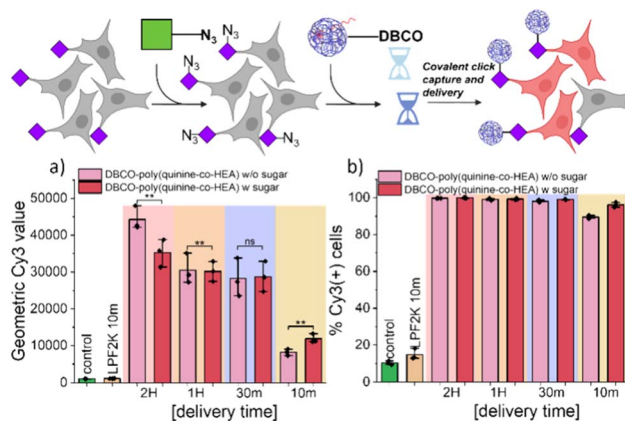 N₃
DBCO
N₃
N₃
N₃
Covalent click
capture and
delivery
a)
DBCO-poly(quinine-co-HEA) w/o sugar
DBCO-poly(quinine-co-HEA) w sugar
Geometric Cy3 value
50000
40000
30000
20000
10000
0
**
**
ns
**
control
LPF2K 10m
2H
1H
30m
10m
[delivery time]
b)
DBCO-poly(quinine-co-HEA) w/o sugar
DBCO-poly(quinine-co-HEA) w sugar
% Cy3(+) cells
100
80
60
40
20
0
control
LPF2K 10m
2H
1H
30m
10m
[delivery time]